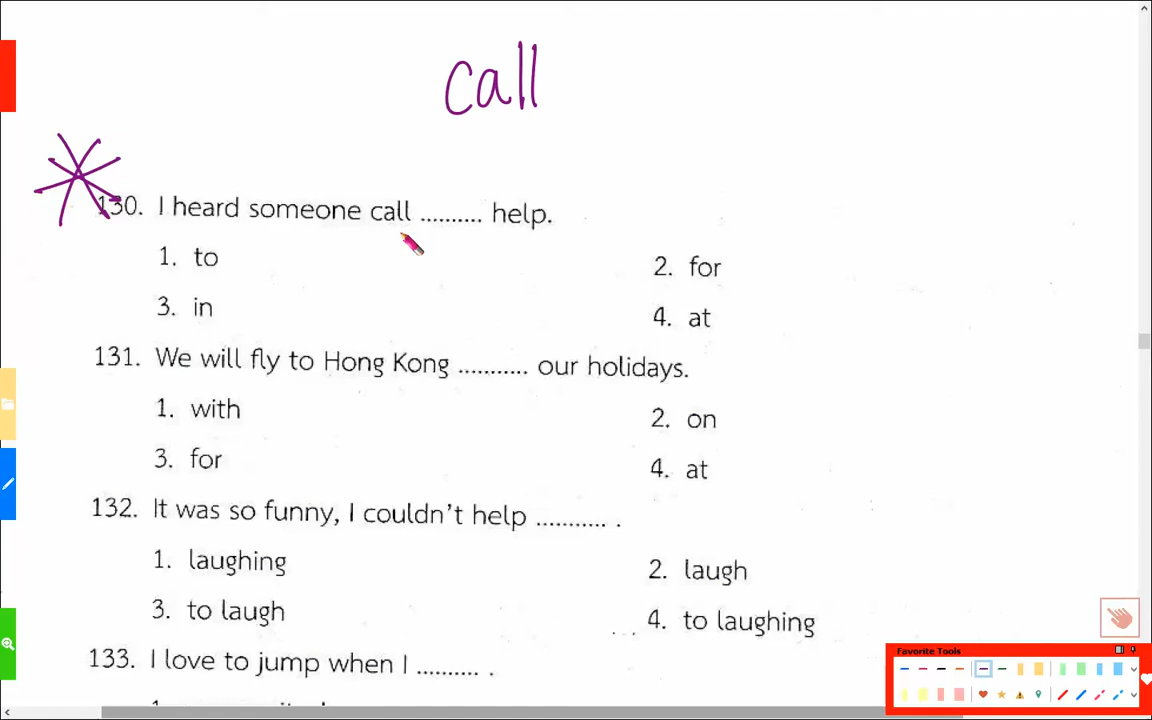 call
130. I heard someone call .......... help.
1. to
2. for
3. in
4. at
131. We will fly to Hong Kong ........... our holidays.
1. with
2. on
3. for
4. at
132. It was so funny, I couldn't help ........... .
1. laughing
2. laugh
3. to laugh
4. to laughing
133. I love to jump when I .......... .
Favorite Tools